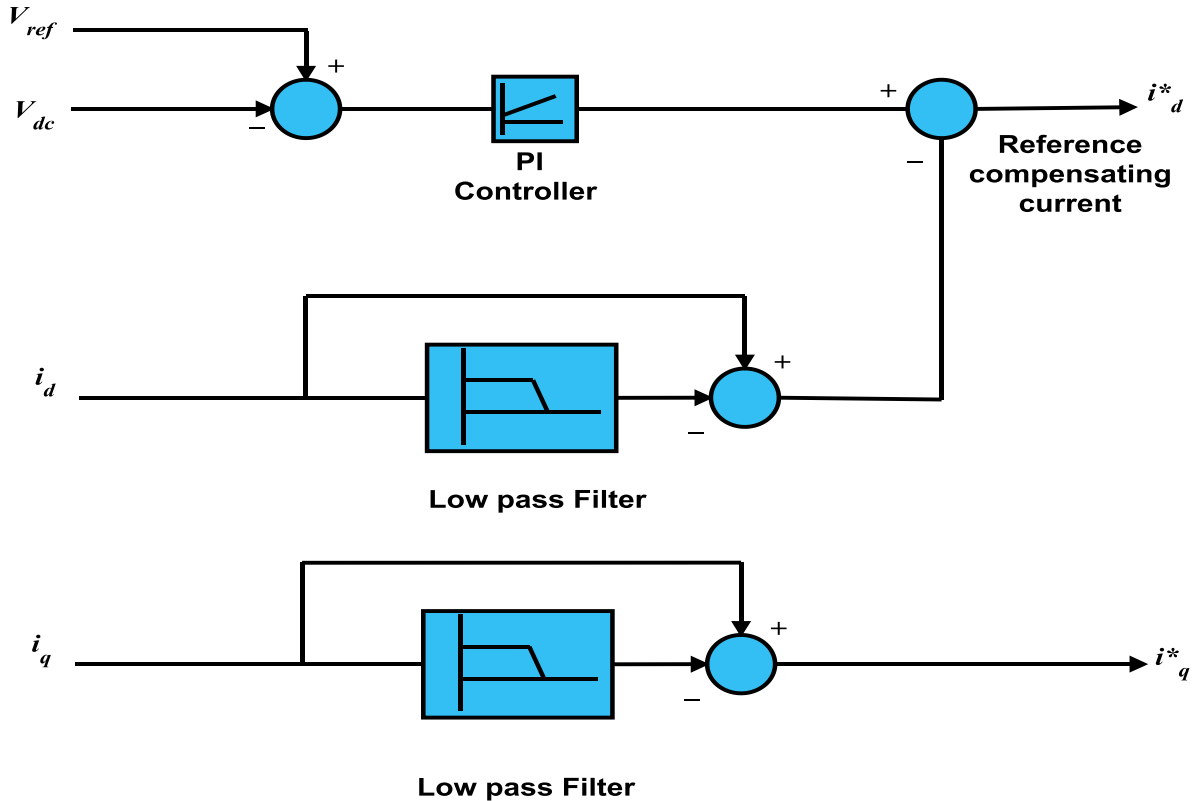 V_ref
+
V_dc
−
PI
Controller
+
−
i*_d
Reference
compensating
current
i_d
+
−
Low pass Filter
i_q
+
−
i*_q
Low pass Filter